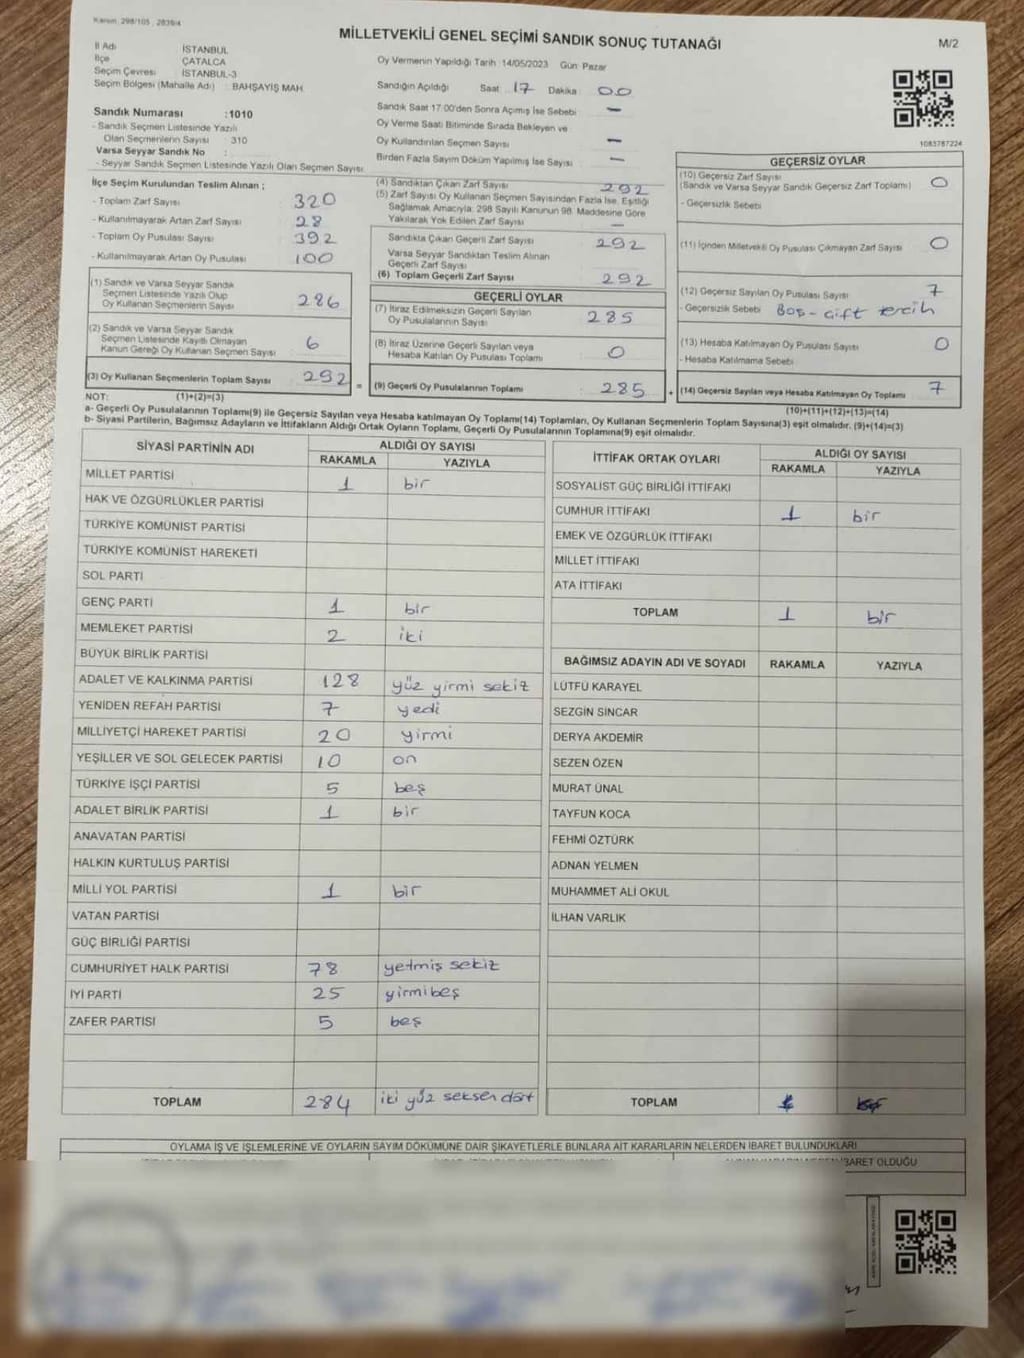 Kanun: 298/105 , 2839/4
MİLLETVEKİLİ GENEL SEÇİMİ SANDIK SONUÇ TUTANAĞI
M/2
İl Adı İSTANBUL
İlçe ÇATALCA
Seçim Çevresi İSTANBUL-3
Seçim Bölgesi (Mahalle Adı) : BAHŞAYIŞ MAH.
Oy Vermenin Yapıldığı Tarih :14/05/2023 Gün: Pazar
Sandığın Açıldığı Saat 17 Dakika 00
Sandık Saat 17:00'den Sonra Açımış İse Sebebi —
Oy Verme Saati Bitiminde Sırada Bekleyen ve
Oy Kullandırılan Seçmen Sayısı —
Birden Fazla Sayım Döküm Yapılmış İse Sayısı —
1083787224
Sandık Numarası :1010
- Sandık Seçmen Listesinde Yazılı
Olan Seçmenlerin Sayısı : 310
Varsa Seyyar Sandık No :
- Seyyar Sandık Seçmen Listesinde Yazılı Olan Seçmen Sayısı:
İlçe Seçim Kurulundan Teslim Alınan ;
- Toplam Zarf Sayısı 320
- Kullanılmayarak Artan Zarf Sayısı 28
- Toplam Oy Pusulası Sayısı 392
- Kullanılmayarak Artan Oy Pusulası 100
(1) Sandık ve Varsa Seyyar Sandık
Seçmen Listesinde Yazılı Olup
Oy Kullanan Seçmenlerin Sayısı 286
(2) Sandık ve Varsa Seyyar Sandık
Seçmen Listesinde Kayıtlı Olmayan
Kanun Gereği Oy Kullanan Seçmen Sayısı 6
(3) Oy Kullanan Seçmenlerin Toplam Sayısı 292 =
(4) Sandıktan Çıkan Zarf Sayısı 292
(5) Zarf Sayısı Oy Kullanan Seçmen Sayısından Fazla İse, Eşitliği
Sağlamak Amacıyla; 298 Sayılı Kanunun 98. Maddesine Göre
Yakılarak Yok Edilen Zarf Sayısı —
Sandıkta Çıkan Geçerli Zarf Sayısı 292
Varsa Seyyar Sandıktan Teslim Alınan
Geçerli Zarf Sayısı
(6) Toplam Geçerli Zarf Sayısı 292
GEÇERLİ OYLAR
(7) İtiraz Edilmeksizin Geçerli Sayılan
Oy Pusulalarının Sayısı 285
(8) İtiraz Üzerine Geçerli Sayılan veya
Hesaba Katılan Oy Pusulası Toplamı 0
(9) Geçerli Oy Pusulalarının Toplamı 285 +
GEÇERSİZ OYLAR
(10) Geçersiz Zarf Sayısı 0
(Sandık ve Varsa Seyyar Sandık Geçersiz Zarf Toplamı)
- Geçersizlik Sebebi
(11) İçinden Milletvekili Oy Pusulası Çıkmayan Zarf Sayısı 0
(12) Geçersiz Sayılan Oy Pusulası Sayısı 7
- Geçersizlik Sebebi Boş - Çift tercih
(13) Hesaba Katılmayan Oy Pusulası Sayısı 0
- Hesaba Katılmama Sebebi
(14) Geçersiz Sayılan veya Hesaba Katılmayan Oy Toplamı 7
NOT: (1)+(2)=(3)
(10)+(11)+(12)+(13)=(14)
a- Geçerli Oy Pusulalarının Toplamı(9) ile Geçersiz Sayılan veya Hesaba katılmayan Oy Toplamı(14) Toplamları, Oy Kullanan Seçmenlerin Toplam Sayısına(3) eşit olmalıdır. (9)+(14)=(3)
b- Siyasi Partilerin, Bağımsız Adayların ve İttifakların Aldığı Ortak Oyların Toplamı, Geçerli Oy Pusulalarının Toplamına(9) eşit olmalıdır.
SİYASİ PARTİNİN ADI ALDIĞI OY SAYISI
RAKAMLA YAZIYLA
MİLLET PARTİSİ 1 bir
HAK VE ÖZGÜRLÜKLER PARTİSİ
TÜRKİYE KOMÜNİST PARTİSİ
TÜRKİYE KOMÜNİST HAREKETİ
SOL PARTİ
GENÇ PARTİ 1 bir
MEMLEKET PARTİSİ 2 iki
BÜYÜK BİRLİK PARTİSİ
ADALET VE KALKINMA PARTİSİ 128 yüz yirmi sekiz
YENİDEN REFAH PARTİSİ 7 yedi
MİLLİYETÇİ HAREKET PARTİSİ 20 yirmi
YEŞİLLER VE SOL GELECEK PARTİSİ 10 on
TÜRKİYE İŞÇİ PARTİSİ 5 beş
ADALET BİRLİK PARTİSİ 1 bir
ANAVATAN PARTİSİ
HALKIN KURTULUŞ PARTİSİ
MİLLİ YOL PARTİSİ 1 bir
VATAN PARTİSİ
GÜÇ BİRLİĞİ PARTİSİ
CUMHURİYET HALK PARTİSİ 78 yetmiş sekiz
İYİ PARTİ 25 yirmibeş
ZAFER PARTİSİ 5 beş
TOPLAM 284 iki yüz seksen dört
İTTİFAK ORTAK OYLARI ALDIĞI OY SAYISI
RAKAMLA YAZIYLA
SOSYALİST GÜÇ BİRLİĞİ İTTİFAKI
CUMHUR İTTİFAKI 1 bir
EMEK VE ÖZGÜRLÜK İTTİFAKI
MİLLET İTTİFAKI
ATA İTTİFAKI
TOPLAM 1 bir
BAĞIMSIZ ADAYIN ADI VE SOYADI RAKAMLA YAZIYLA
LÜTFÜ KARAYEL
SEZGİN SİNCAR
DERYA AKDEMİR
SEZEN ÖZEN
MURAT ÜNAL
TAYFUN KOCA
FEHMİ ÖZTÜRK
ADNAN YELMEN
MUHAMMET ALİ OKUL
İLHAN VARLIK
TOPLAM
OYLAMA İŞ VE İŞLEMLERİNE VE OYLARIN SAYIM DÖKÜMÜNE DAİR ŞİKAYETLERLE BUNLARA AİT KARARLARIN NELERDEN İBARET BULUNDUKLARI
İBARET OLDUĞU